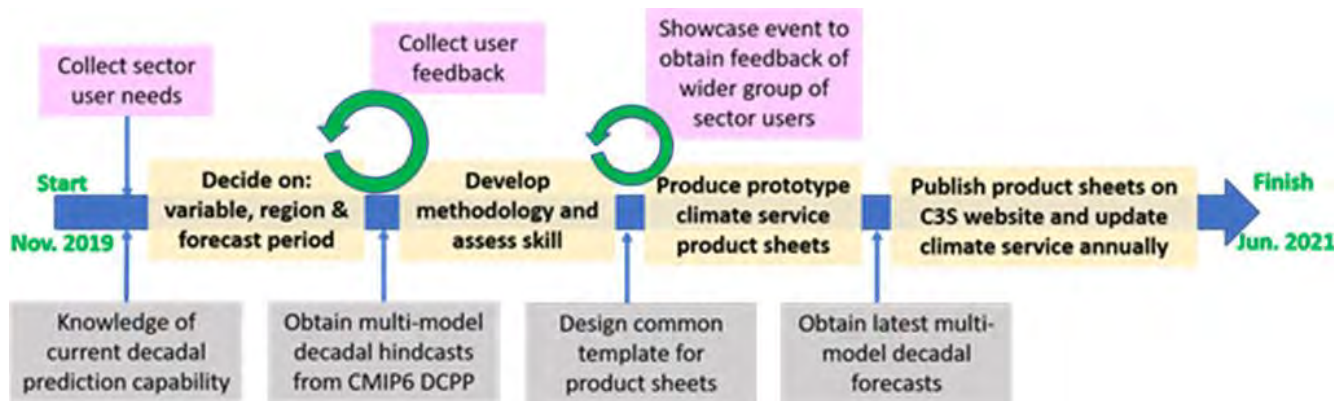 Collect sector
user needs
Collect user
feedback
Showcase event to
obtain feedback of
wider group of
sector users
Start
Nov. 2019
Decide on:
variable, region &
forecast period
Develop
methodology and
assess skill
Produce prototype
climate service
product sheets
Publish product sheets on
C3S website and update
climate service annually
Finish
Jun. 2021
Knowledge of
current decadal
prediction capability
Obtain multi-model
decadal hindcasts
from CMIP6 DCPP
Design common
template for
product sheets
Obtain latest multi-
model decadal
forecasts